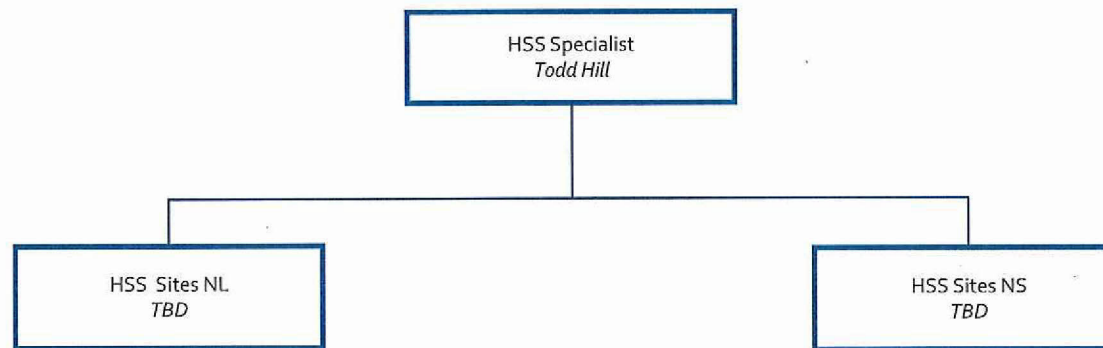 HSS Specialist
Todd Hill
HSS Sites NL
TBD
HSS Sites NS
TBD